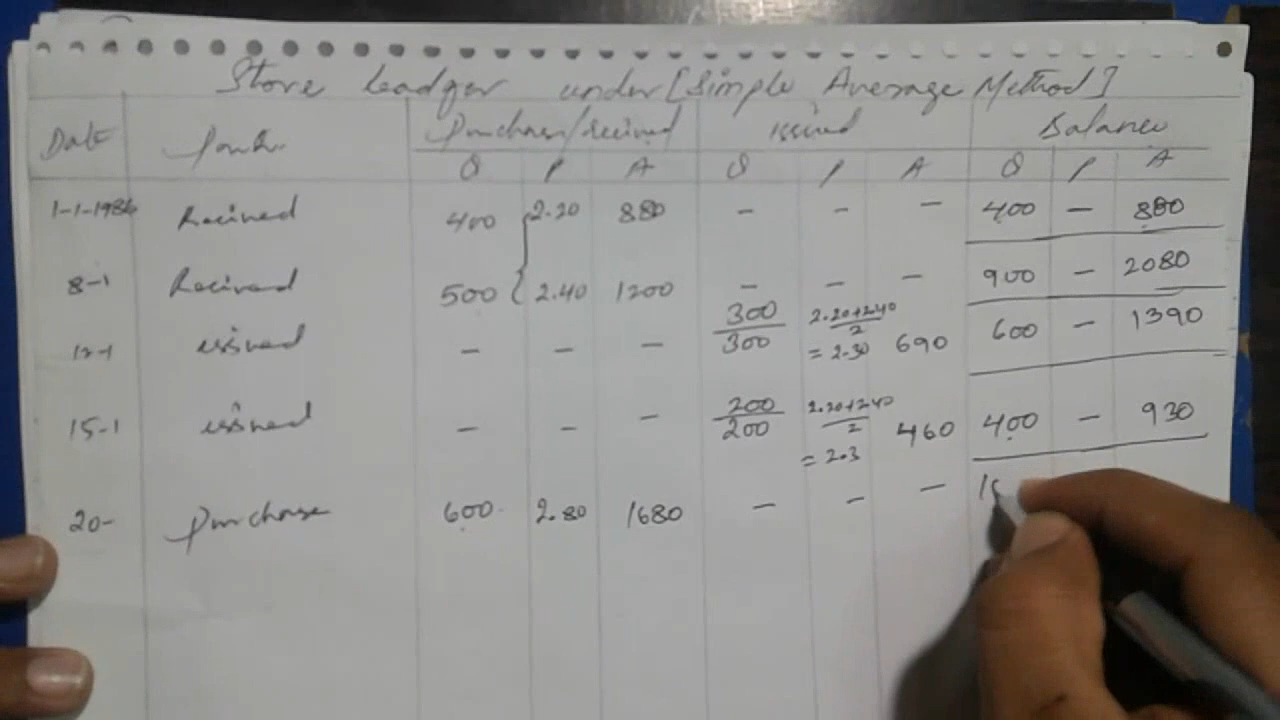 Store Leadger under [Simple Average Method]
Date Purchase/received issued Balance
Q P A Q P A Q P A
1-1-1986 Received 400 2.20 880 - - - 400 - 880
8-1 Received 500 2.40 1200 - - - 900 - 2080
12-1 issued - - - 300 2.20+2.40 600 - 1390
300 2
= 2.30 690
15-1 issued - - - 200 2.20+2.40 400 - 930
200 2 460
= 2.3
20- purchase 600 2.80 1680 - - -